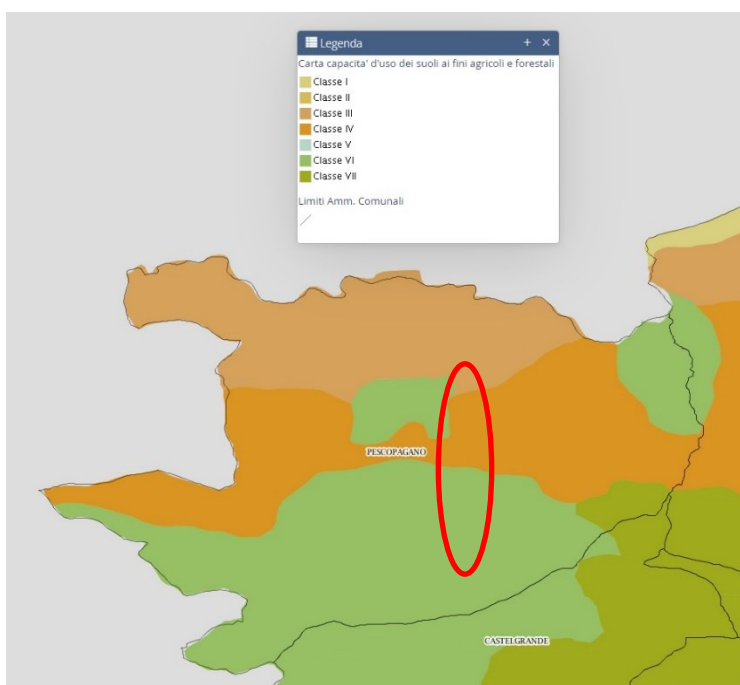 Legenda
Carta capacita' d'uso dei suoli ai fini agricoli e forestali
Classe I
Classe II
Classe III
Classe IV
Classe V
Classe VI
Classe VII
Limiti Amm. Comunali
PESCOPAGANO
CASTELGRANDE